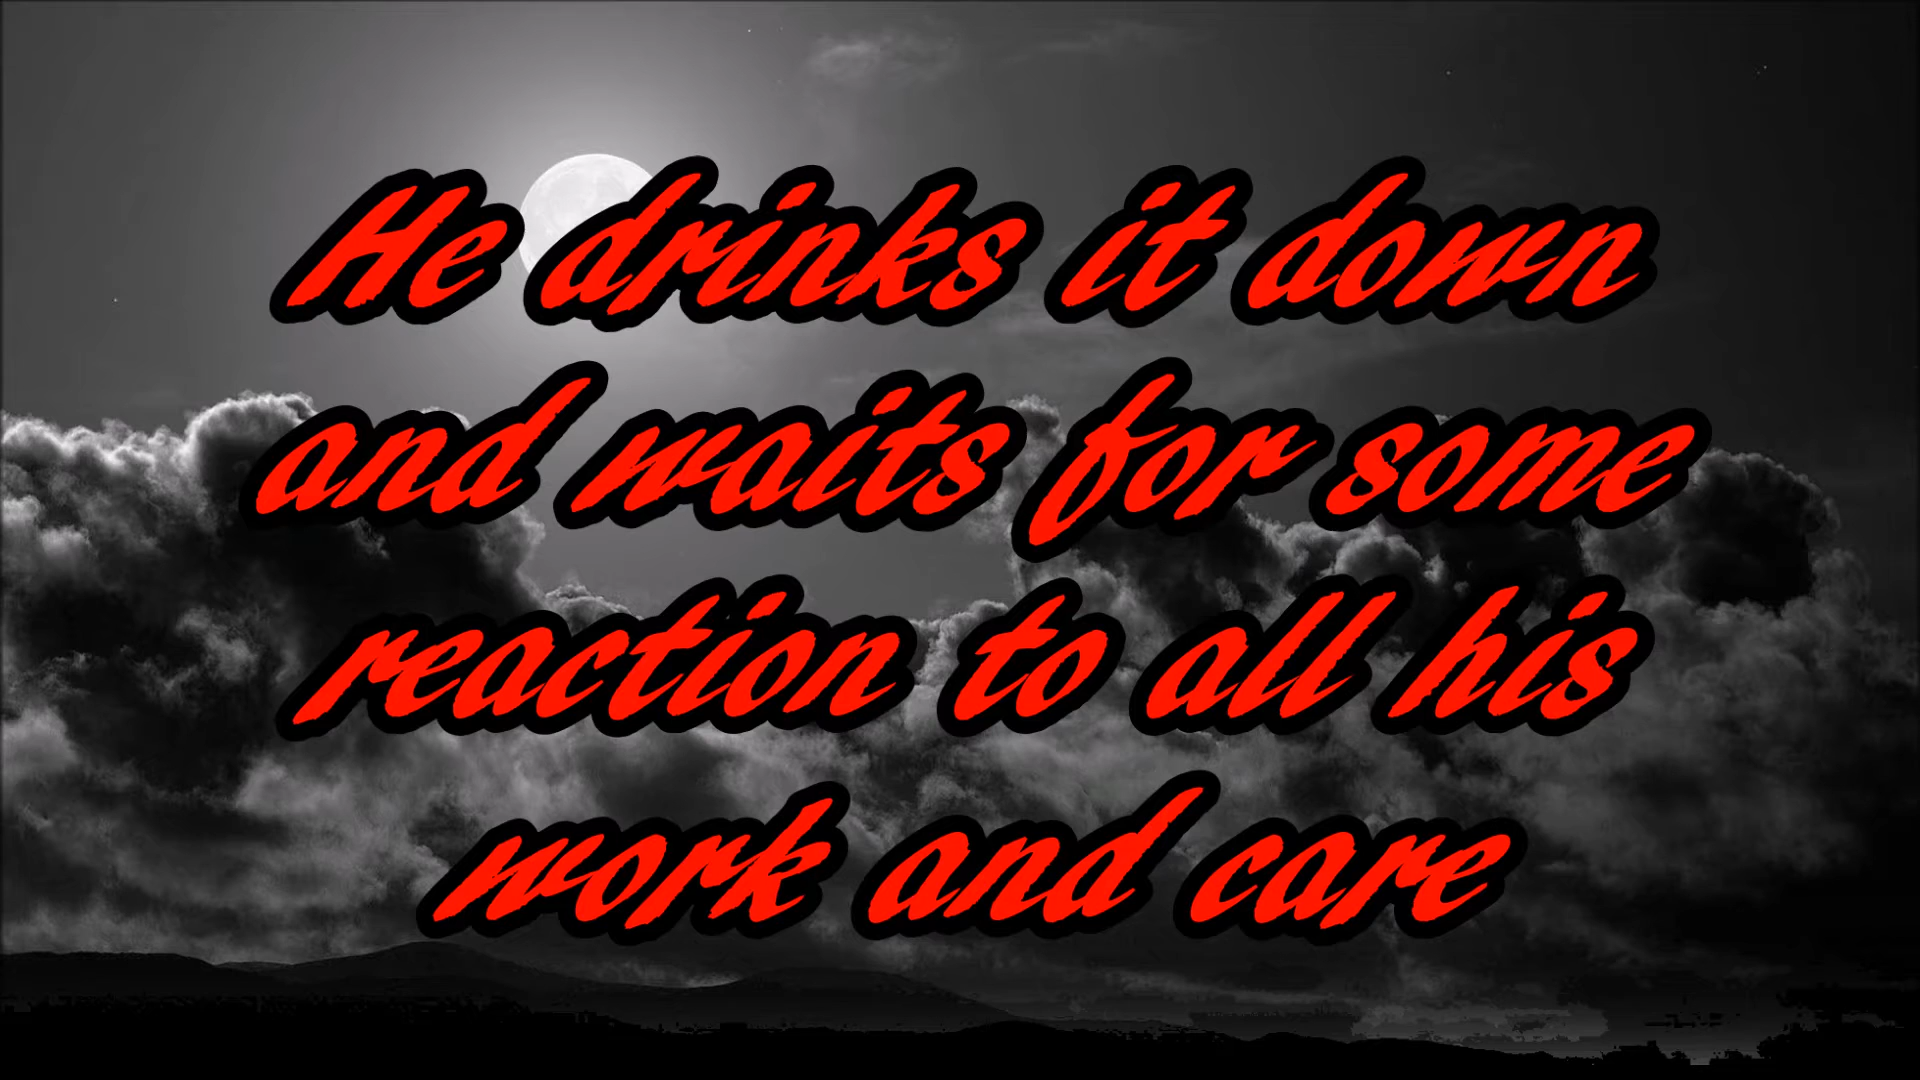 He drinks it down
and waits for some
reaction to all his
work and care